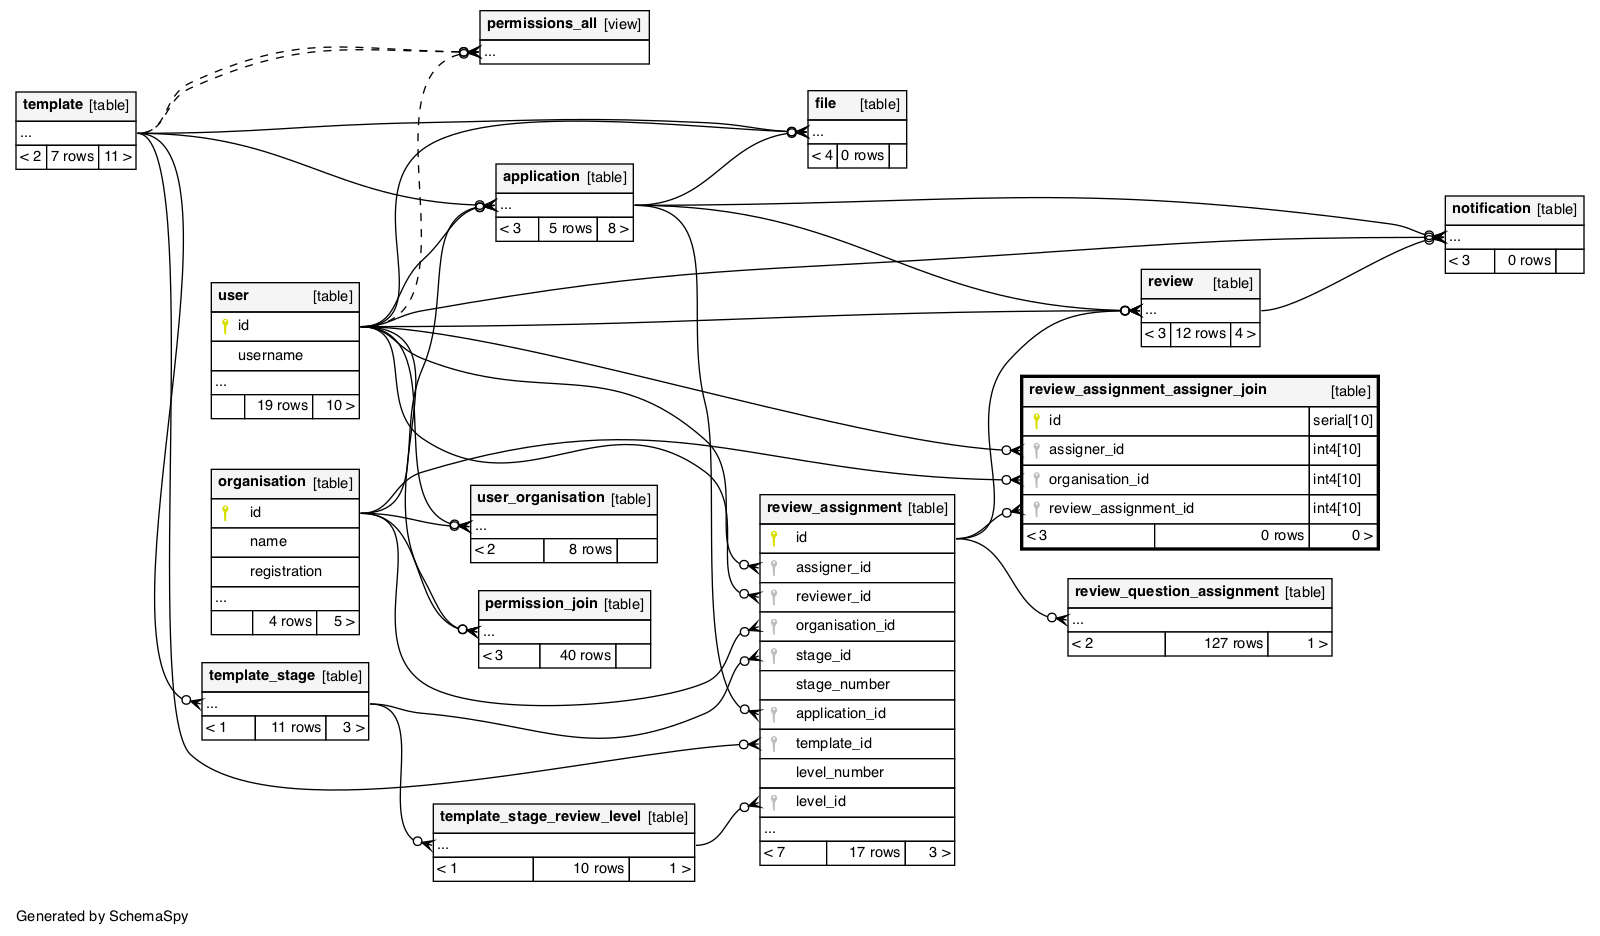 permissions_all [view]
...
template [table]
...
< 2 7 rows 11 >
file [table]
...
< 4 0 rows
application [table]
...
< 3 5 rows 8 >
notification [table]
...
< 3 0 rows
review [table]
...
< 3 12 rows 4 >
user [table]
id
username
...
19 rows 10 >
review_assignment_assigner_join [table]
id serial[10]
assigner_id int4[10]
organisation_id int4[10]
review_assignment_id int4[10]
< 3 0 rows 0 >
organisation [table]
id
name
registration
...
4 rows 5 >
user_organisation [table]
...
< 2 8 rows
review_assignment [table]
id
assigner_id
reviewer_id
organisation_id
stage_id
stage_number
application_id
template_id
level_number
level_id
...
< 7 17 rows 3 >
review_question_assignment [table]
...
< 2 127 rows 1 >
permission_join [table]
...
< 3 40 rows
template_stage [table]
...
< 1 11 rows 3 >
template_stage_review_level [table]
...
< 1 10 rows 1 >
Generated by SchemaSpy